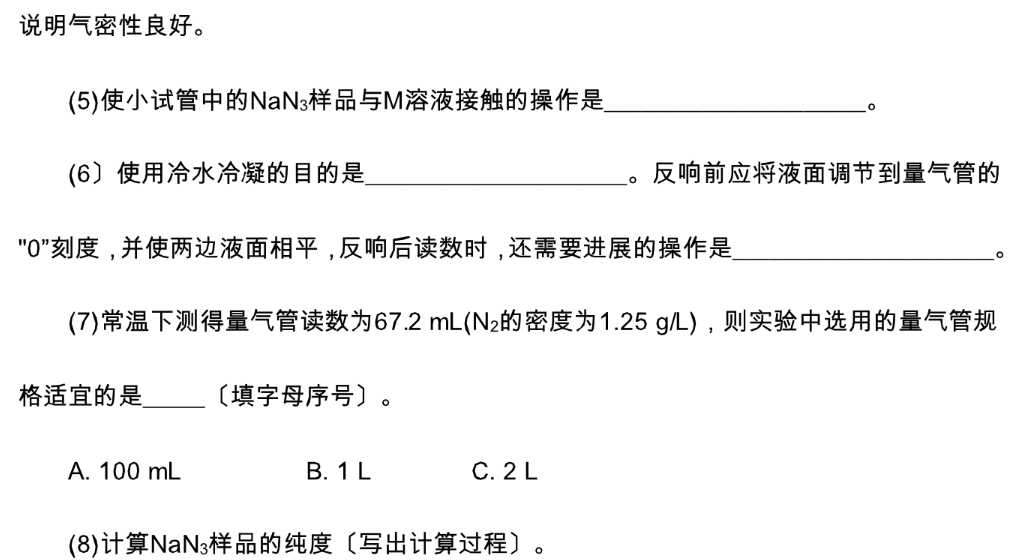 说明气密性良好。
(5)使小试管中的NaN₃样品与M溶液接触的操作是____________________。
(6〕使用冷水冷凝的目的是____________________。反响前应将液面调节到量气管的
"0”刻度,并使两边液面相平,反响后读数时,还需要进展的操作是____________________。
(7)常温下测得量气管读数为67.2 mL(N₂的密度为1.25 g/L),则实验中选用的量气管规
格适宜的是_____〔填字母序号〕。
A. 100 mL B. 1 L C. 2 L
(8)计算NaN₃样品的纯度〔写出计算过程〕。